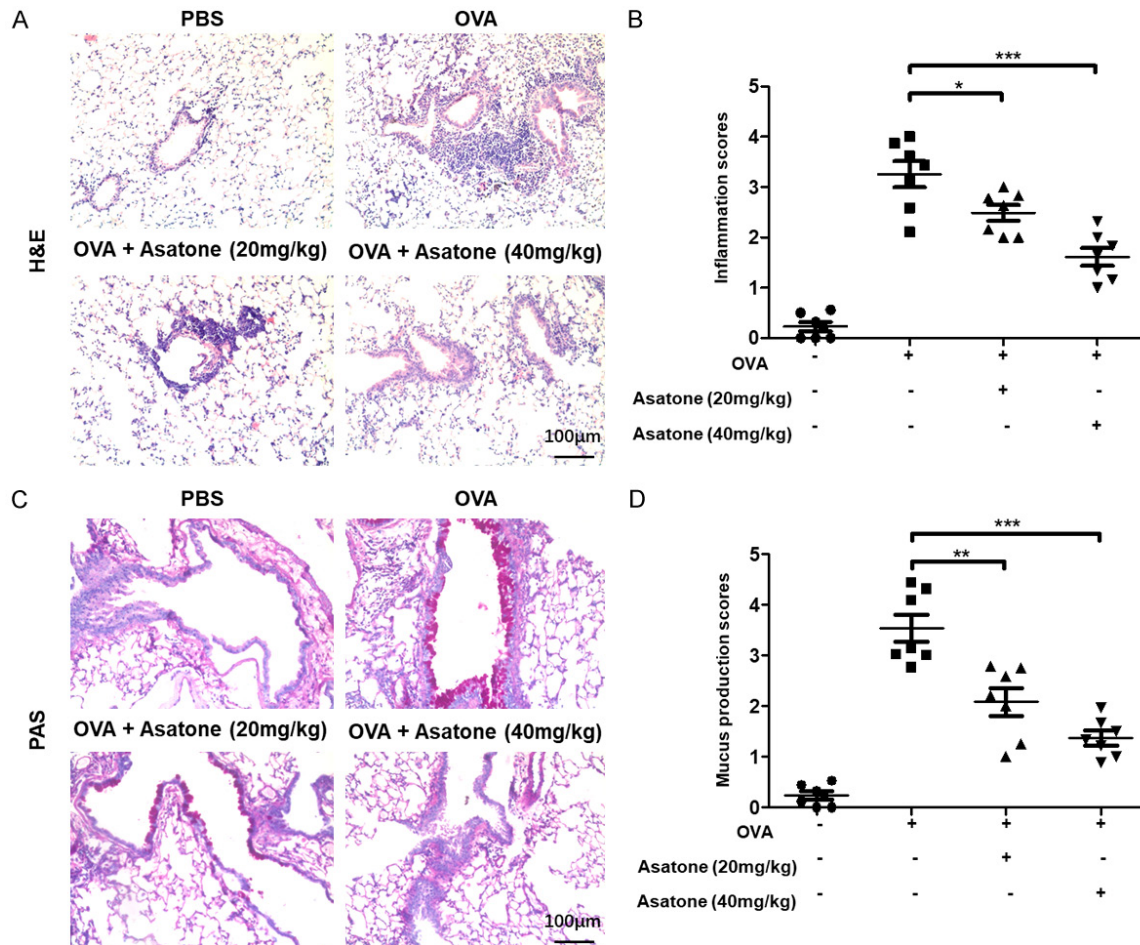 A
PBS
OVA
H&E
OVA + Asatone (20mg/kg)
OVA + Asatone (40mg/kg)
100μm
B
***
*
Inflammation scores
5
4
3
2
1
0
OVA - + + +
Asatone (20mg/kg) - - + -
Asatone (40mg/kg) - - - +
C
PBS
OVA
PAS
OVA + Asatone (20mg/kg)
OVA + Asatone (40mg/kg)
100μm
D
***
**
Mucus production scores
5
4
3
2
1
0
OVA - + + +
Asatone (20mg/kg) - - + -
Asatone (40mg/kg) - - - +